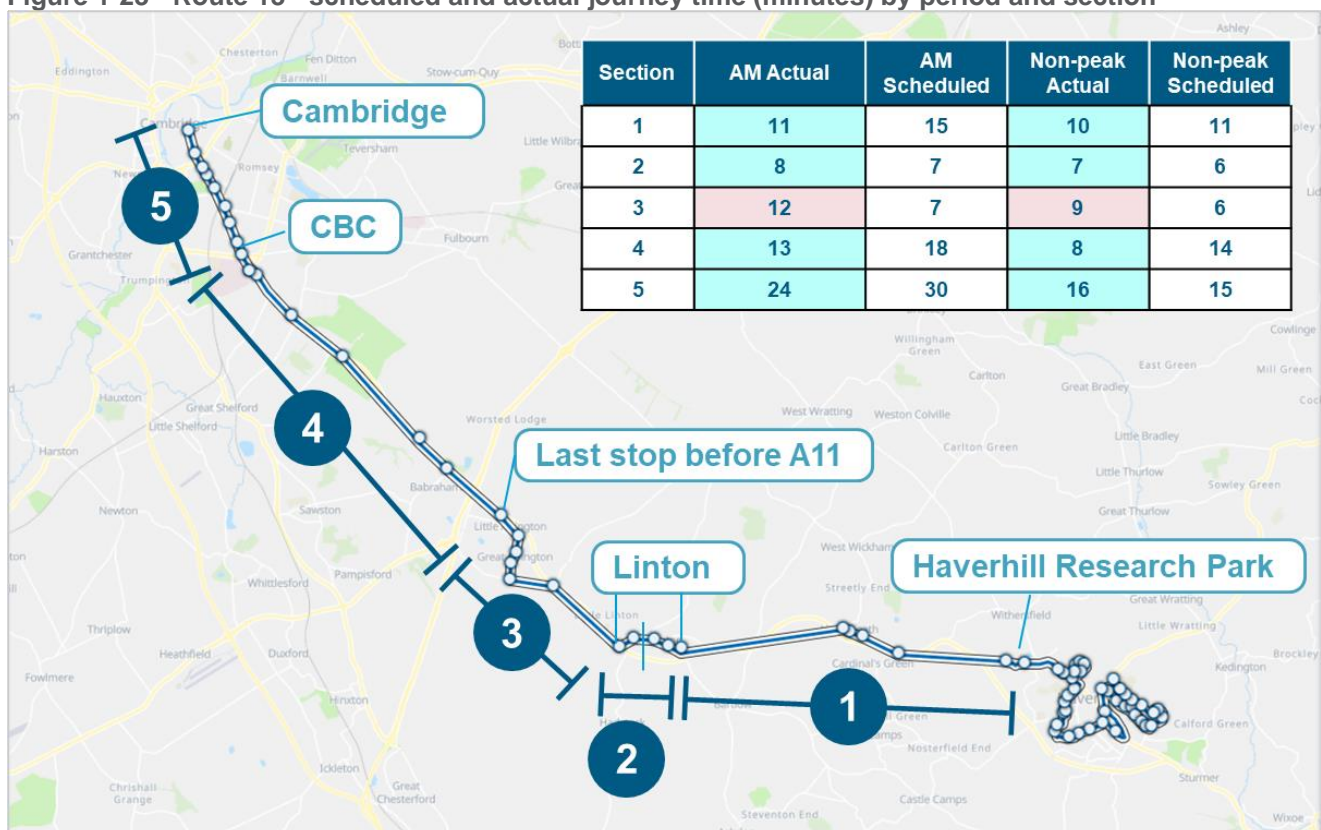 Figure 1-28 - Route 13 - scheduled and actual journey time (minutes) by period and section
Section AM Actual AM Scheduled Non-peak Actual Non-peak Scheduled
1 11 15 10 11
2 8 7 7 6
3 12 7 9 6
4 13 18 8 14
5 24 30 16 15
Ashley
Chesterton
Fen Ditton
Eddington
Barnwell
Stow-cum-Quy
Cambridge
Cambridge
Teversham
Little Wilbra
Romsey
5
CBC
Fulbourn
Grantchester
Trumpington
Cowlinge
Willingham
Green
East Green
Mill Green
Carlton
Great Bradley
Hauxton
Great Shelford
Little Shelford
4
Worsted Lodge
West Wratting
Weston Colville
Harston
Last stop before A11
Carlton Green
Little
Bradley
Little Thurlow
Babraham
Sowley Green
Newton
Sawston
Great Thurlow
West Wickham
Linton
Haverhill Research Park
Whittlesford
Pampisford
Streetly End
Great Wratting
Withersfield
Little Wratting
Thriplow
3
Heathfield
Duxford
Cardinal's Green
Kedington
Brockley
Fowlmere
Hinxton
1
Bartlow
Calford Green
Nosterfield End
2
Ickleton
Sturmer
Chrishall
Grange
Great
Chesterford
Castle Camps
Steventon End
Wixoe